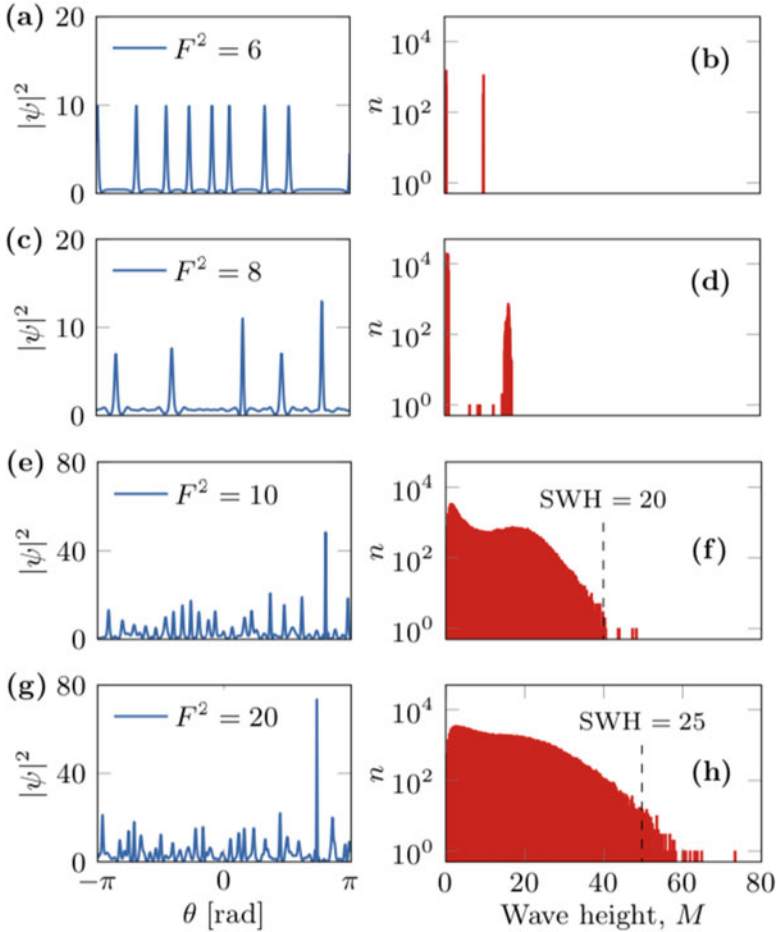 (a)
20
10
0
|ψ|²
F² = 6
(b)
10⁴
10²
10⁰
n
(c)
20
10
0
|ψ|²
F² = 8
(d)
10⁴
10²
10⁰
n
(e)
80
40
0
|ψ|²
F² = 10
SWH = 20
(f)
10⁴
10²
10⁰
n
(g)
80
40
0
|ψ|²
F² = 20
−π 0 π
θ [rad]
SWH = 25
(h)
10⁴
10²
10⁰
n
0 20 40 60 80
Wave height, M